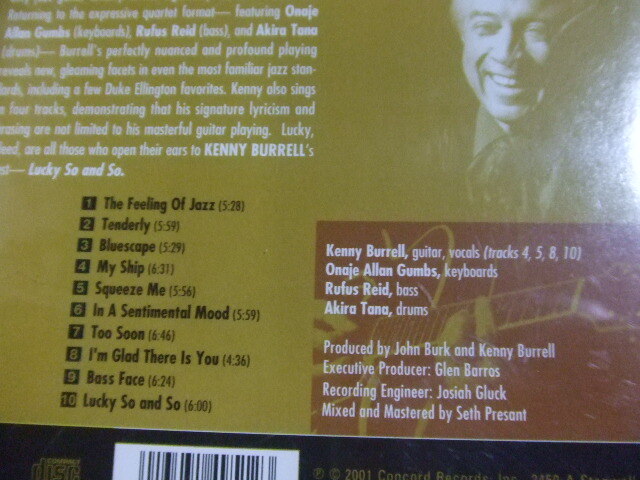 Returning to the expressive quartet format— featuring Onaje
Allan Gumbs (keyboards), Rufus Reid (bass), and Akira Tana
(drums)— Burrell's perfectly nuanced and profound playing
reveals new, gleaming facets in even the most familiar jazz stan-
dards, including a few Duke Ellington favorites. Kenny also sings
n four tracks, demonstrating that his signature lyricism and
rasing are not limited to his masterful guitar playing. Lucky,
deed, are all those who open their ears to KENNY BURRELL's
st— Lucky So and So.
1 The Feeling Of Jazz (5:28)
2 Tenderly (5:59)
3 Bluescape (5:29)
4 My Ship (6:31)
5 Squeeze Me (5:56)
6 In A Sentimental Mood (5:59)
7 Too Soon (6:46)
8 I'm Glad There Is You (4:36)
9 Bass Face (6:24)
10 Lucky So and So (6:00)
Kenny Burrell, guitar, vocals (tracks 4, 5, 8, 10)
Onaje Allan Gumbs, keyboards
Rufus Reid, bass
Akira Tana, drums
Produced by John Burk and Kenny Burrell
Executive Producer: Glen Barros
Recording Engineer: Josiah Gluck
Mixed and Mastered by Seth Presant
COMPACT
disc
℗ © 2001 Concord Records, Inc.